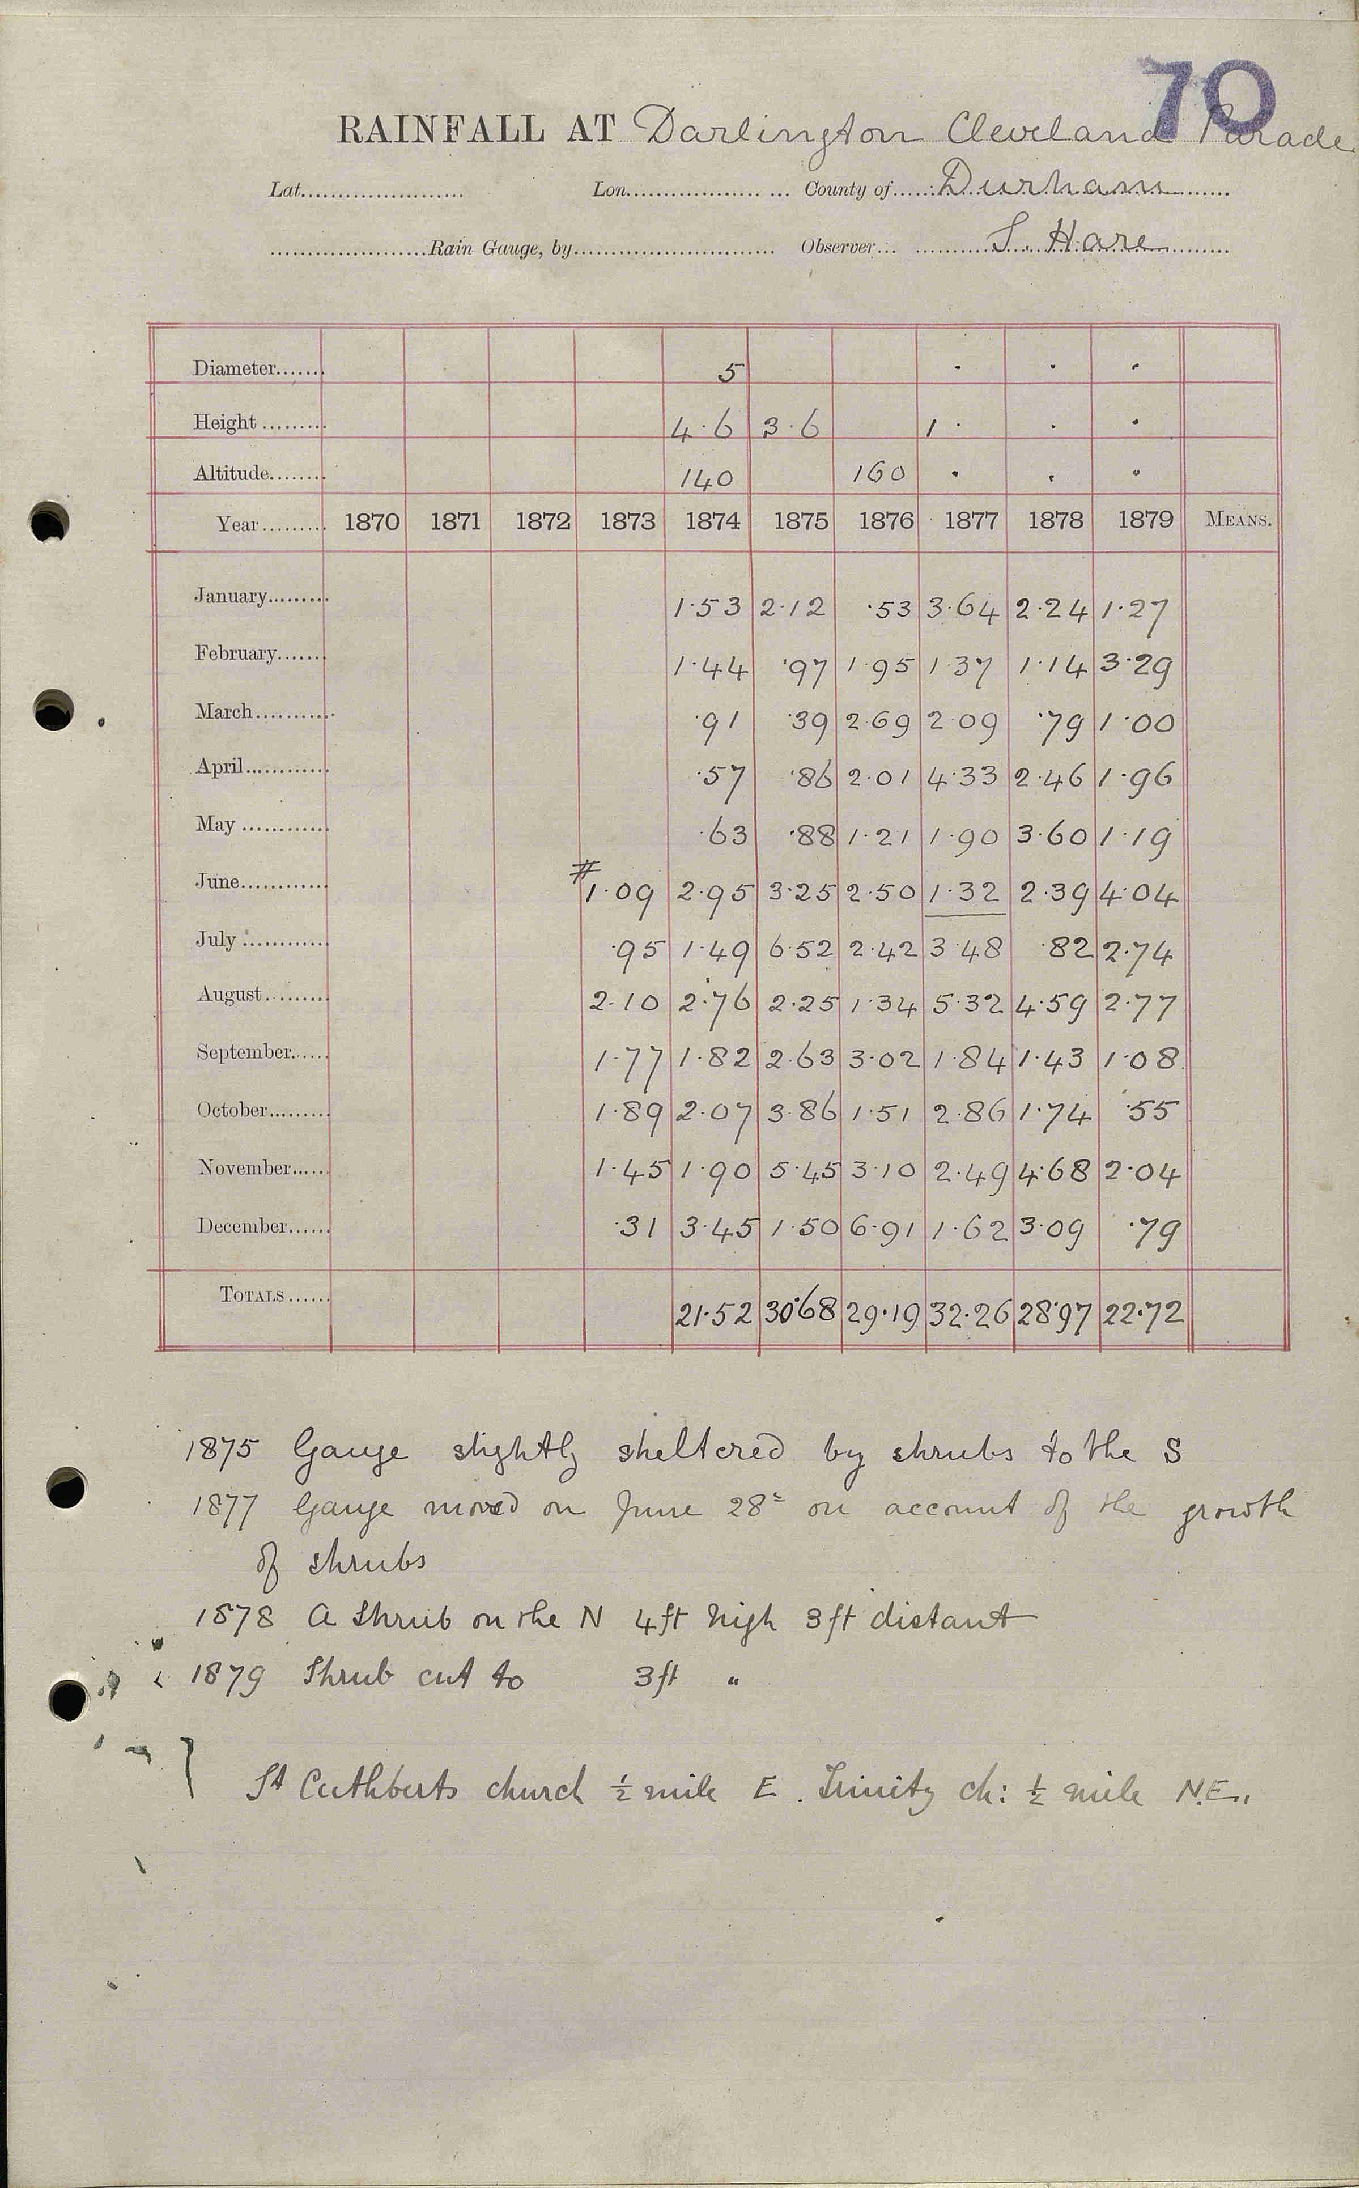 70
RAINFALL AT Darlington Cleveland Parade
Lat. Lon. County of Durham
Rain Gauge, by Observer S. Hare
Diameter 5 · · ·
Height 4·6 3·6 1· · ·
Altitude 140 160 · · ·
Year 1870 1871 1872 1873 1874 1875 1876 1877 1878 1879 MEANS.
January 1·53 2·12 ·53 3·64 2·24 1·27
February 1·44 ·97 1·95 1·37 1·14 3·29
March ·91 ·39 2·69 2·09 ·79 1·00
April ·57 ·86 2·01 4·33 2·46 1·96
May ·63 ·88 1·21 1·90 3·60 1·19
June #1·09 2·95 3·25 2·50 1·32 2·39 4·04
July ·95 1·49 6·52 2·42 3·48 ·82 2·74
August 2·10 2·76 2·25 1·34 5·32 4·59 2·77
September 1·77 1·82 2·63 3·02 1·84 1·43 1·08
October 1·89 2·07 3·86 1·51 2·86 1·74 ·55
November 1·45 1·90 5·45 3·10 2·49 4·68 2·04
December ·31 3·45 1·50 6·91 1·62 3·09 ·79
TOTALS 21·52 30·68 29·19 32·26 28·97 22·72
1875 Gauge slightly sheltered by shrubs to the S
1877 Gauge moved on June 28 on account of the growth
of shrubs
1878 A Shrub on the N 4ft high 3ft distant
1879 Shrub cut to 3ft "
St Cuthberts church ½ mile E. Trinity ch: ½ mile N.E.